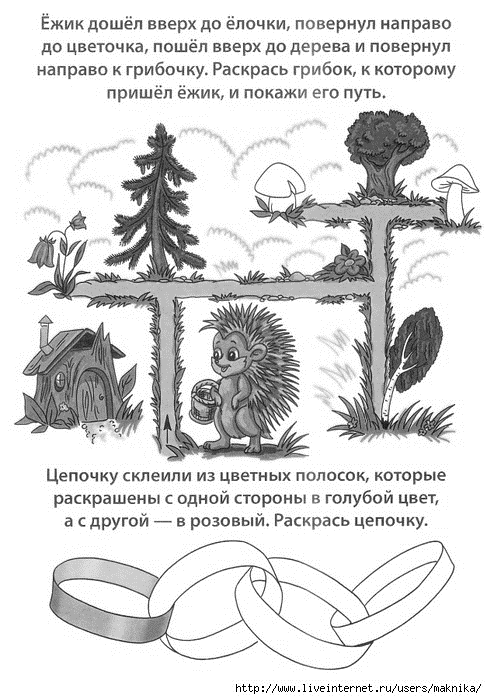 Ёжик дошёл вверх до ёлочки, повернул направо
до цветочка, пошёл вверх до дерева и повернул
направо к грибочку. Раскрась грибок, к которому
пришёл ёжик, и покажи его путь.
Цепочку склеили из цветных полосок, которые
раскрашены с одной стороны в голубой цвет,
а с другой — в розовый. Раскрась цепочку.
http://www.liveinternet.ru/users/maknika/